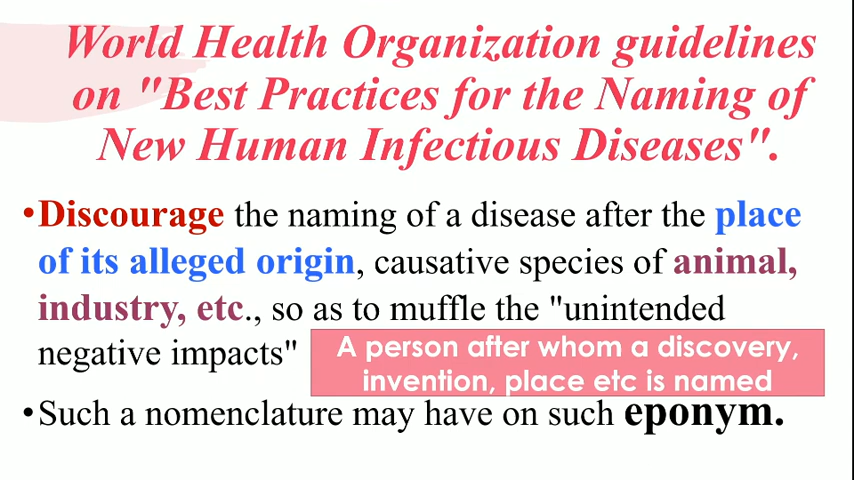 World Health Organization guidelines
on "Best Practices for the Naming of
New Human Infectious Diseases".
•Discourage the naming of a disease after the place
of its alleged origin, causative species of animal,
industry, etc., so as to muffle the "unintended
negative impacts"
A person after whom a discovery,
invention, place etc is named
•Such a nomenclature may have on such eponym.